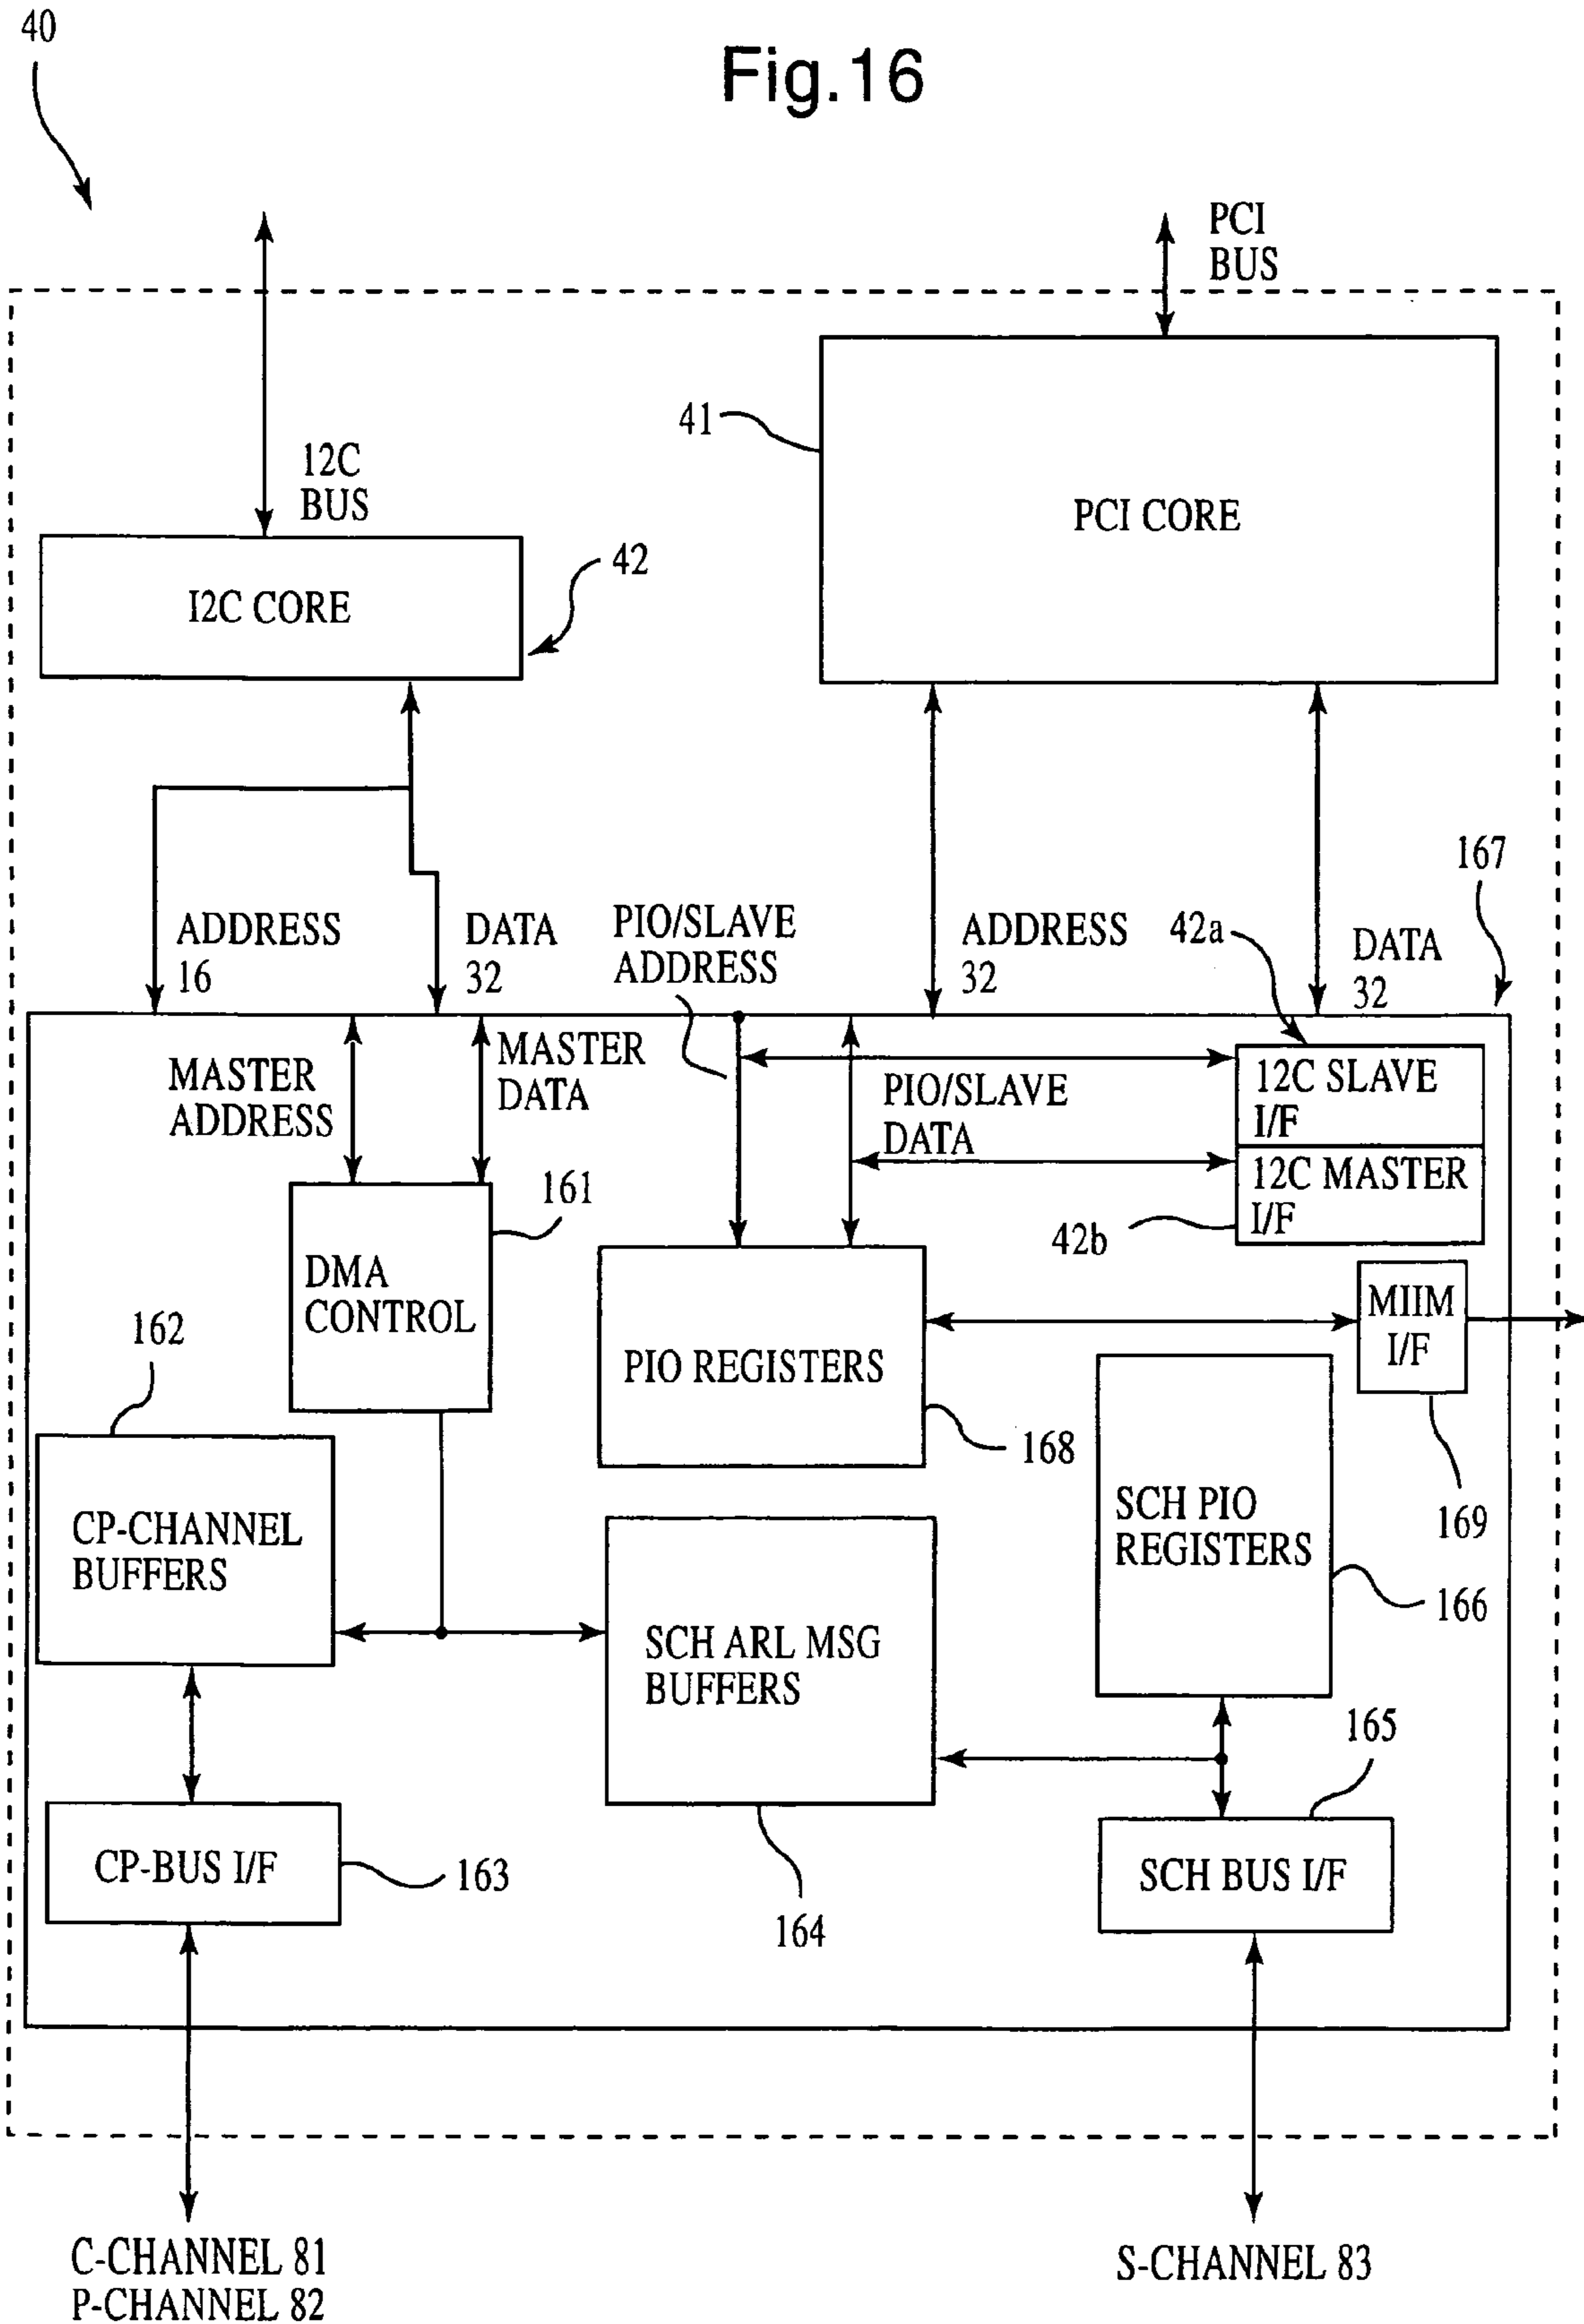 40
Fig.16
PCI
BUS
41
12C
BUS
PCI CORE
42
I2C CORE
167
ADDRESS
16
DATA
32
PIO/SLAVE
ADDRESS
ADDRESS
32
42a
DATA
32
MASTER
ADDRESS
MASTER
DATA
PIO/SLAVE
DATA
12C SLAVE
I/F
12C MASTER
I/F
42b
161
DMA
CONTROL
162
PIO REGISTERS
168
MIIM
I/F
169
CP-CHANNEL
BUFFERS
SCH PIO
REGISTERS
166
SCH ARL MSG
BUFFERS
165
CP-BUS I/F
163
164
SCH BUS I/F
C-CHANNEL 81
P-CHANNEL 82
S-CHANNEL 83